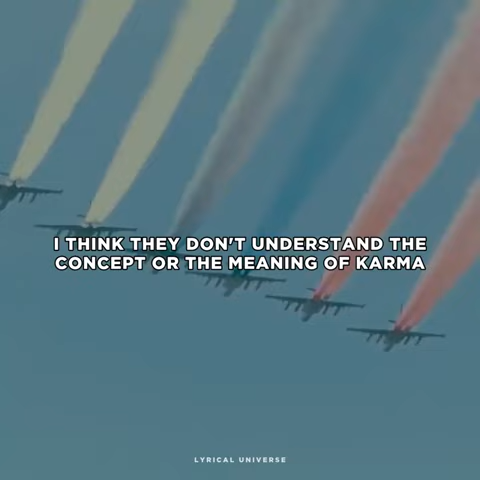 I THINK THEY DON'T UNDERSTAND THE
CONCEPT OR THE MEANING OF KARMA
LYRICAL UNIVERSE